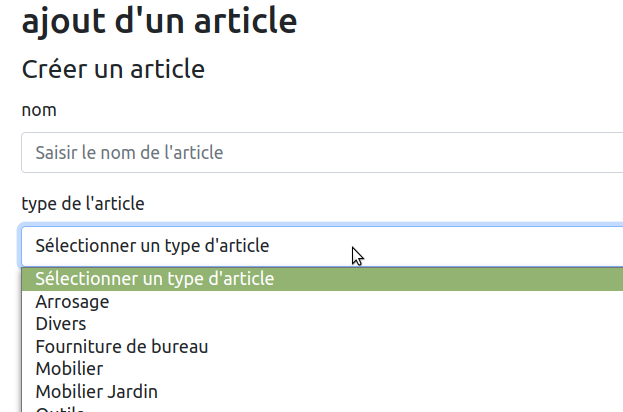 ajout d'un article
Créer un article
nom
Saisir le nom de l'article
type de l'article
Sélectionner un type d'article
Sélectionner un type d'article
Arrosage
Divers
Fourniture de bureau
Mobilier
Mobilier Jardin